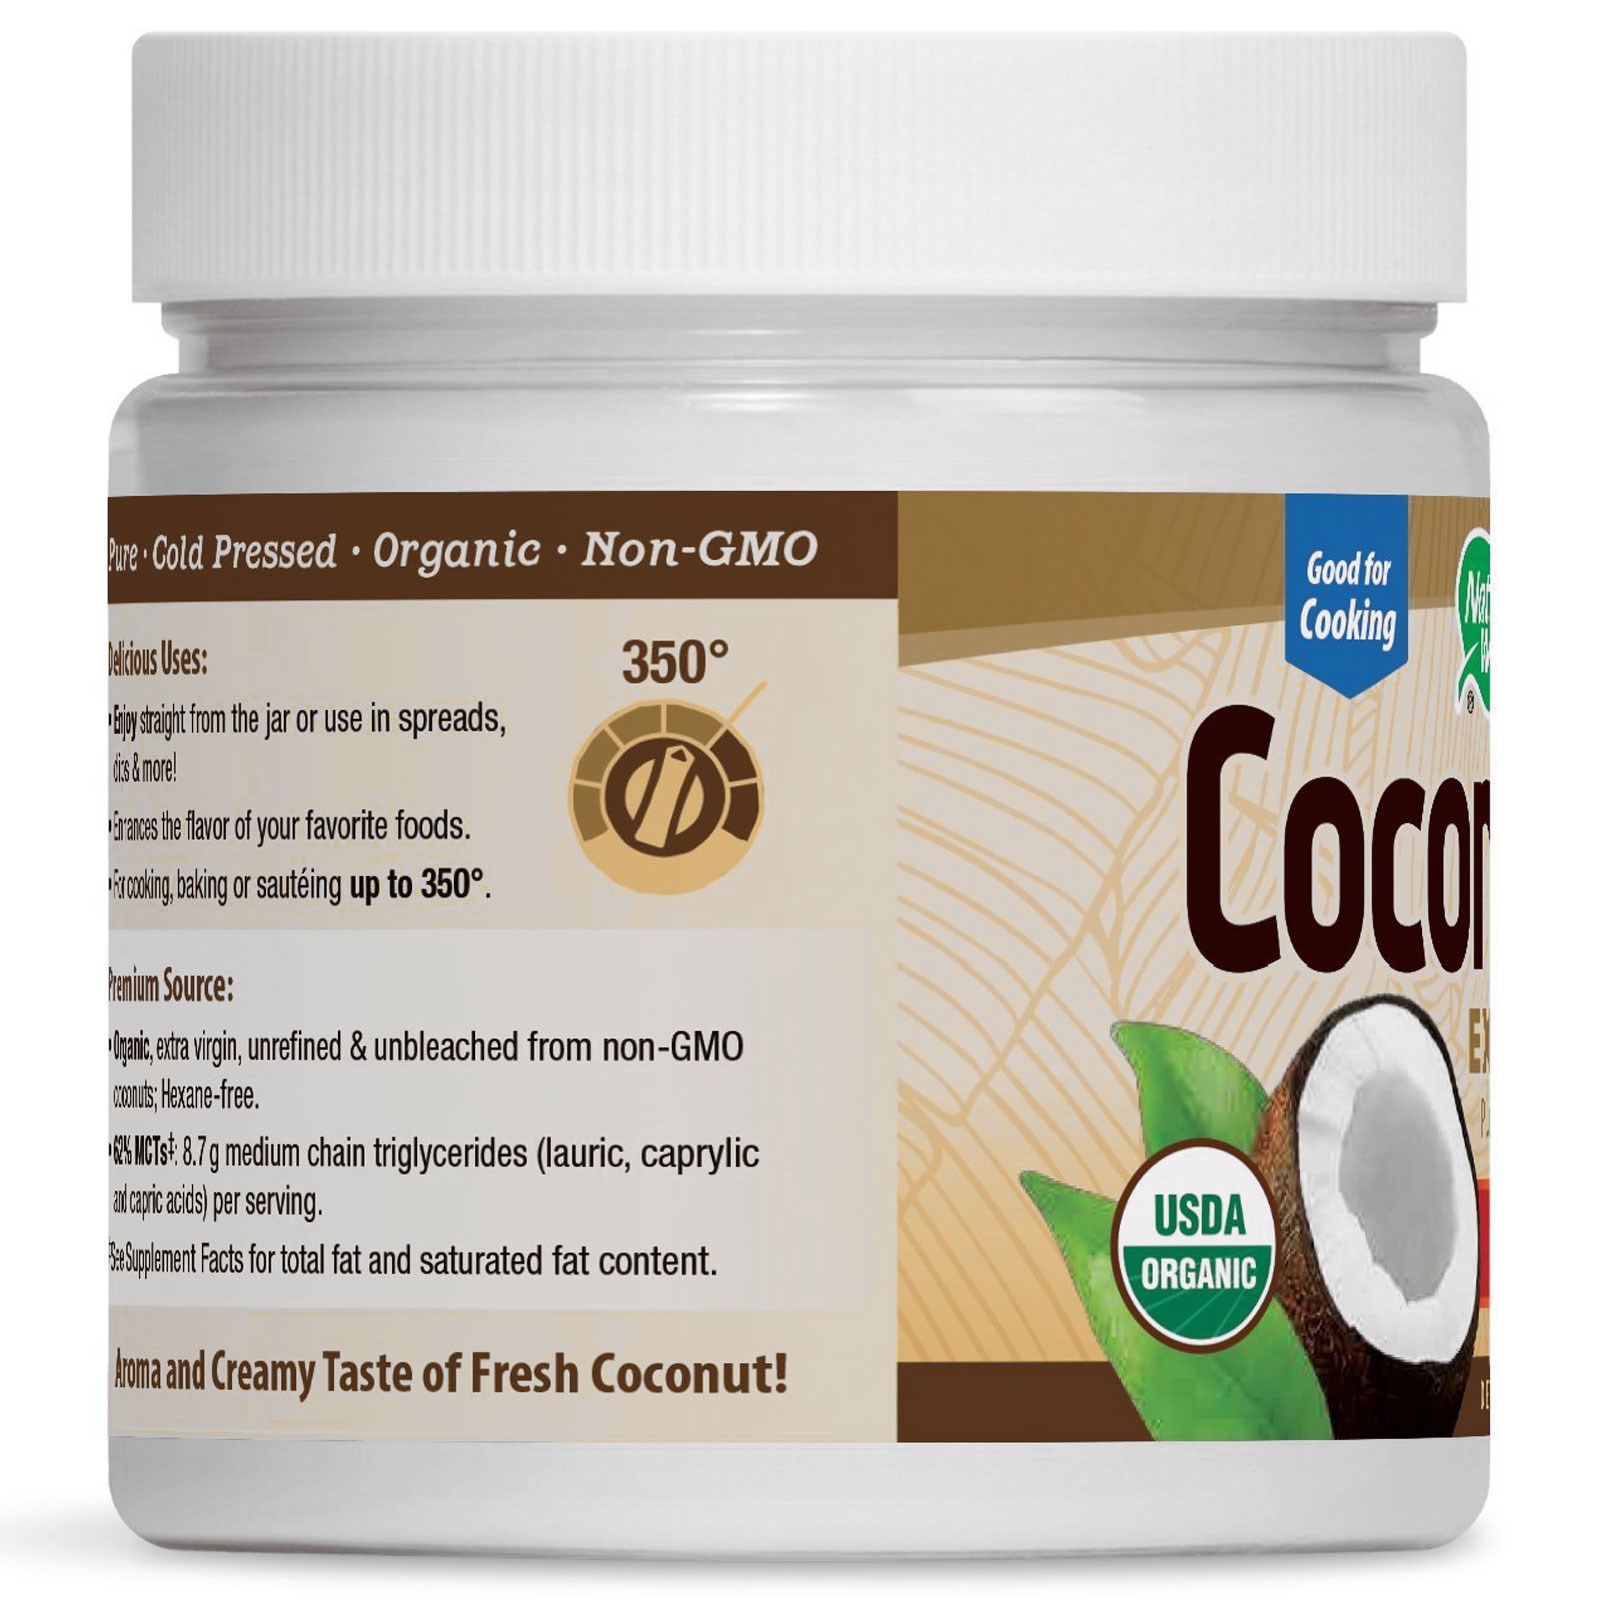 Pure · Cold Pressed · Organic · Non-GMO
Delicious Uses:
• Enjoy straight from the jar or use in spreads,
dips & more!
• Enhances the flavor of your favorite foods.
• For cooking, baking or sautéing up to 350°.
350°
Premium Source:
• Organic, extra virgin, unrefined & unbleached from non-GMO
coconuts; Hexane-free.
• 62% MCTs‡: 8.7g medium chain triglycerides (lauric, caprylic
and capric acids) per serving.
‡See Supplement Facts for total fat and saturated fat content.
Aroma and Creamy Taste of Fresh Coconut!
Good for
Cooking
®
Coco
USDA
ORGANIC